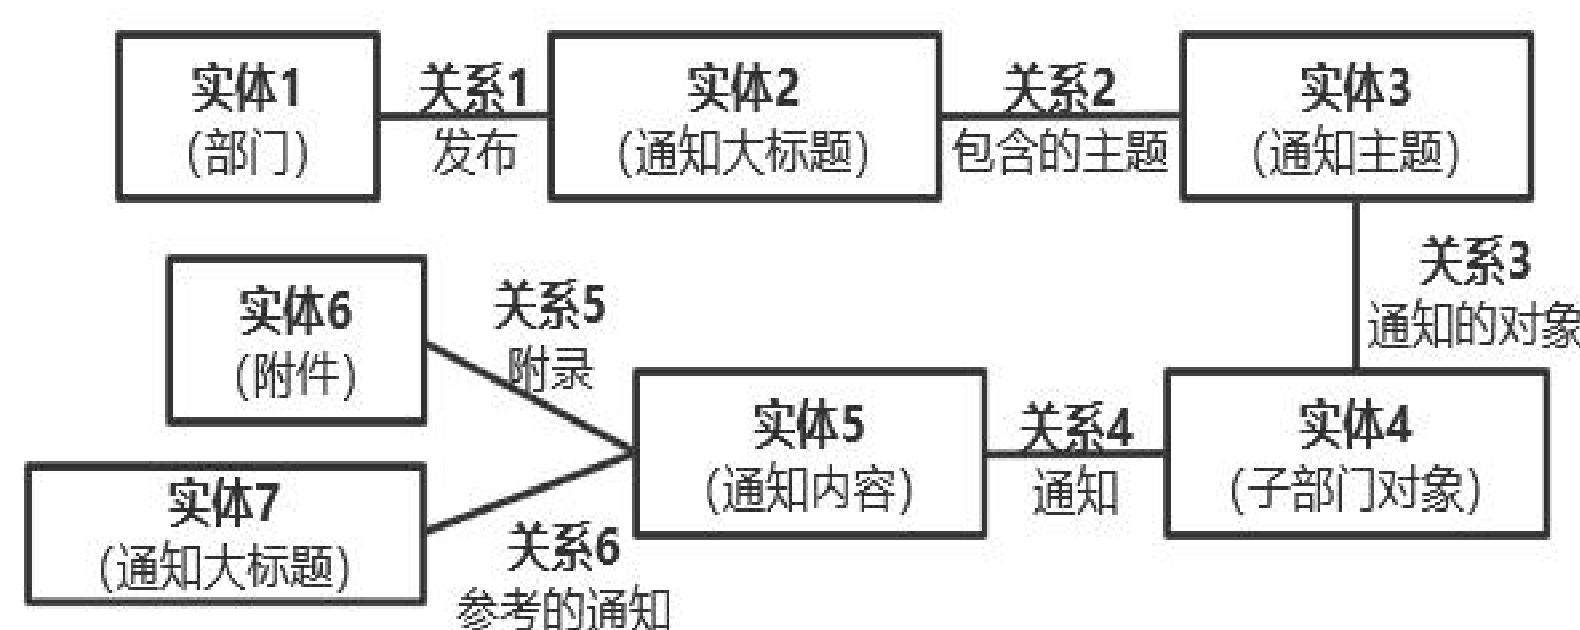 实体1
(部门)
关系1
发布
实体2
(通知大标题)
关系2
包含的主题
实体3
(通知主题)
关系3
通知的对象
实体6
(附件)
关系5
附录
实体5
(通知内容)
关系4
通知
实体4
(子部门对象)
实体7
(通知大标题)
关系6
参考的通知